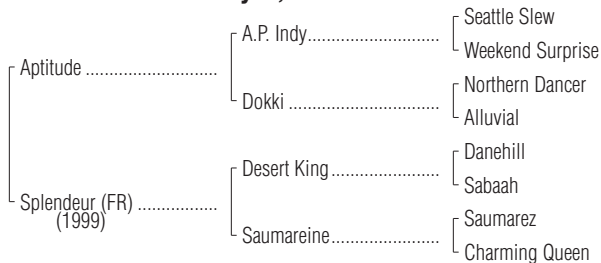 Seattle Slew
A.P. Indy
Weekend Surprise
Aptitude
Northern Dancer
Dokki
Alluvial
Danehill
Desert King
Sabaah
Splendeur (FR)
(1999)
Saumarez
Saumareine
Charming Queen